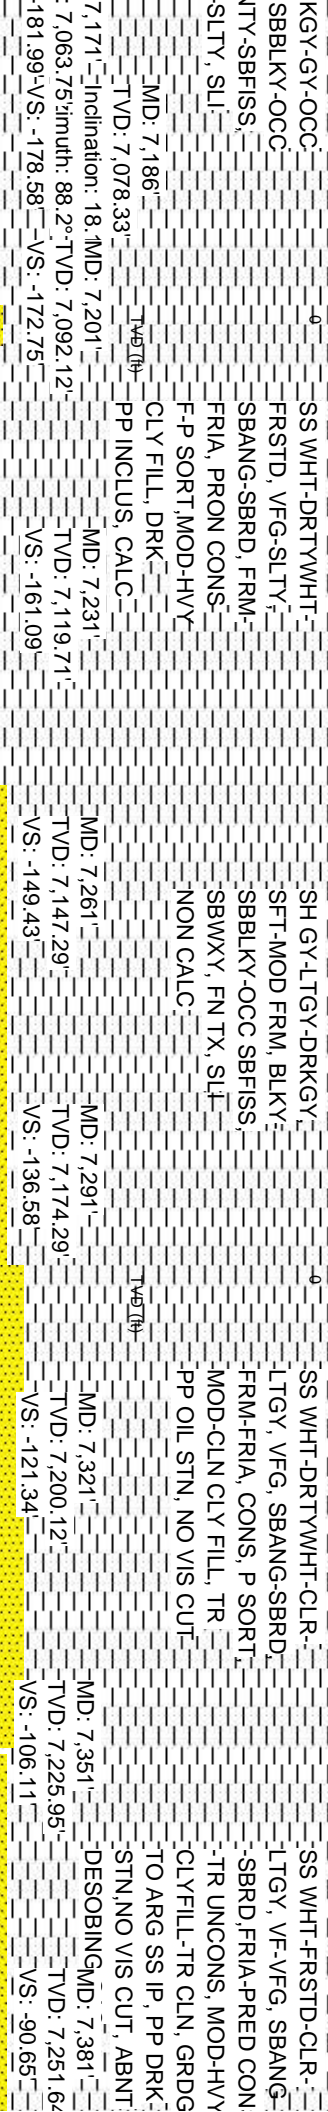 KGY-GY-OCC
SBBLKY-OCC
NTY-SBFISS,
-SLTY, SLI
MD: 7,186'
TVD: 7,078.33'
7,171'
Inclination: 18.
MD: 7,201'
: 7,063.75'
imuth: 88.2°
TVD: 7,092.12'
-181.99'
VS: -178.58'
VS: -172.75'
0
TVD (ft)
SS WHT-DRTYWHT-
FRSTD, VFG-SLTY,
SBANG-SBRD, FRM-
FRIA, PRON CONS
F-P SORT,MOD-HVY
CLY FILL, DRK
PP INCLUS, CALC
MD: 7,231'
TVD: 7,119.71'
VS: -161.09'
MD: 7,261'
TVD: 7,147.29'
VS: -149.43'
SH GY-LTGY-DRKGY,
SFT-MOD FRM, BLKY-
SBBLKY-OCC SBFISS,
SBWXY, FN TX, SLI
NON CALC
MD: 7,291'
TVD: 7,174.29'
VS: -136.58'
0
TVD (ft)
SS WHT-DRTYWHT-CLR-
LTGY, VFG, SBANG-SBRD,
FRM-FRIA, CONS, P SORT,
MOD-CLN CLY FILL, TR
PP OIL STN, NO VIS CUT
MD: 7,321'
TVD: 7,200.12'
VS: -121.34'
MD: 7,351'
TVD: 7,225.95'
VS: -106.11'
SS WHT-FRSTD-CLR-
LTGY, VF-VFG, SBANG
-SBRD,FRIA-PRED CON
-TR UNCONS, MOD-HVY
CLYFILL-TR CLN, GRDG
TO ARG SS IP, PP DRK
STN,NO VIS CUT, ABNT
DESOBING
MD: 7,381'
TVD: 7,251.64
VS: -90.65'